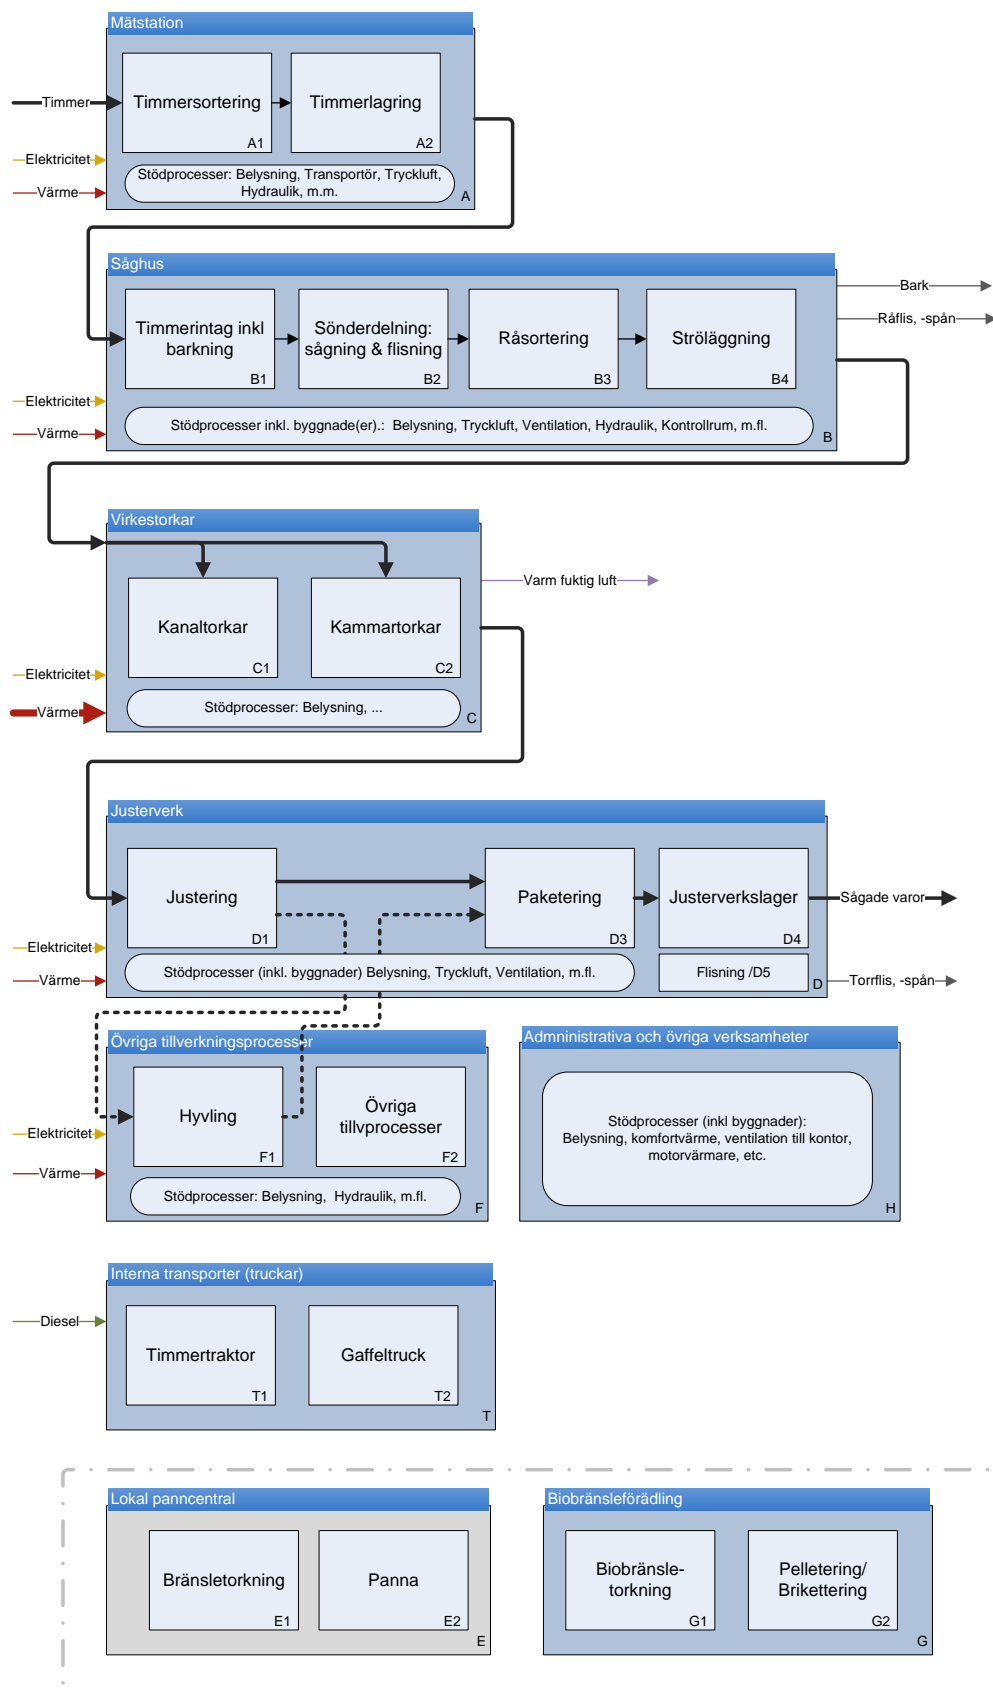 Mätstation
Timmer
Timmersortering
A1
Timmerlagring
A2
Elektricitet
Värme
Stödprocesser: Belysning, Transportör, Tryckluft,
Hydraulik, m.m.
A
Såghus
Timmerintag inkl
barkning
B1
Sönderdelning:
sågning & flisning
B2
Råsortering
B3
Ströläggning
B4
Bark
Råflis, -spån
Elektricitet
Värme
Stödprocesser inkl. byggnade(er).: Belysning, Tryckluft, Ventilation, Hydraulik, Kontrollrum, m.fl.
B
Virkestorkar
Kanaltorkar
C1
Kammartorkar
C2
Varm fuktig luft
Elektricitet
Värme
Stödprocesser: Belysning, ...
C
Justerverk
Justering
D1
Paketering
D3
Justerverkslager
D4
Sågade varor
Elektricitet
Värme
Stödprocesser (inkl. byggnader) Belysning, Tryckluft, Ventilation, m.fl.
Flisning /D5
D
Torrflis, -spån
Övriga tillverkningsprocesser
Hyvling
F1
Övriga
tillvprocesser
F2
Elektricitet
Värme
Stödprocesser: Belysning, Hydraulik, m.fl.
F
Admninistrativa och övriga verksamheter
Stödprocesser (inkl byggnader):
Belysning, komfortvärme, ventilation till kontor,
motorvärmare, etc.
H
Interna transporter (truckar)
Diesel
Timmertraktor
T1
Gaffeltruck
T2
T
Lokal panncentral
Bränsletorkning
E1
Panna
E2
E
Biobränsleförädling
Biobränsle-
torkning
G1
Pelletering/
Brikettering
G2
G